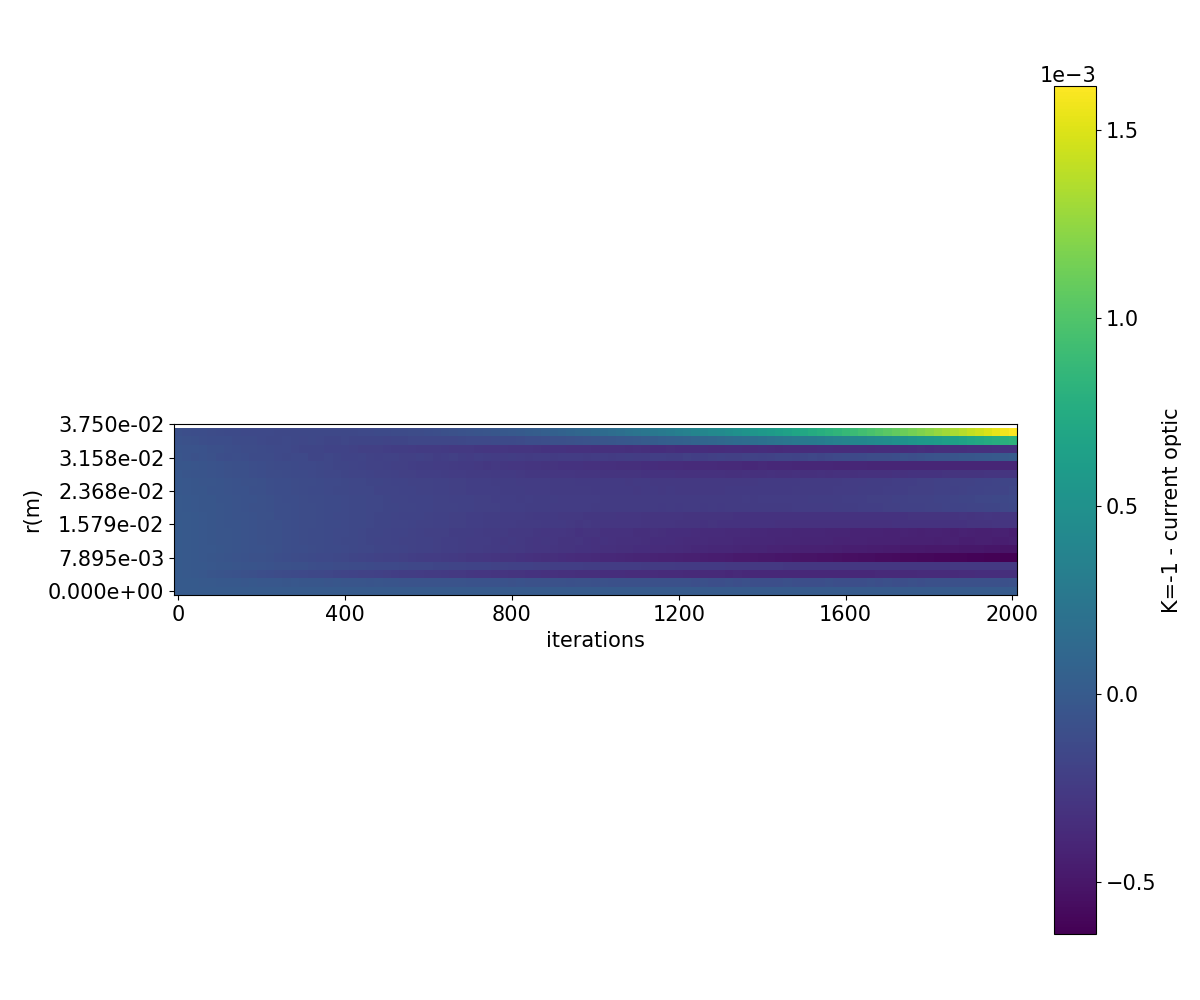 1e−3
1.5
1.0
0.5
0.0
−0.5
K=-1 - current optic
3.750e-02
3.158e-02
2.368e-02
1.579e-02
7.895e-03
0.000e+00
r(m)
0 400 800 1200 1600 2000
iterations